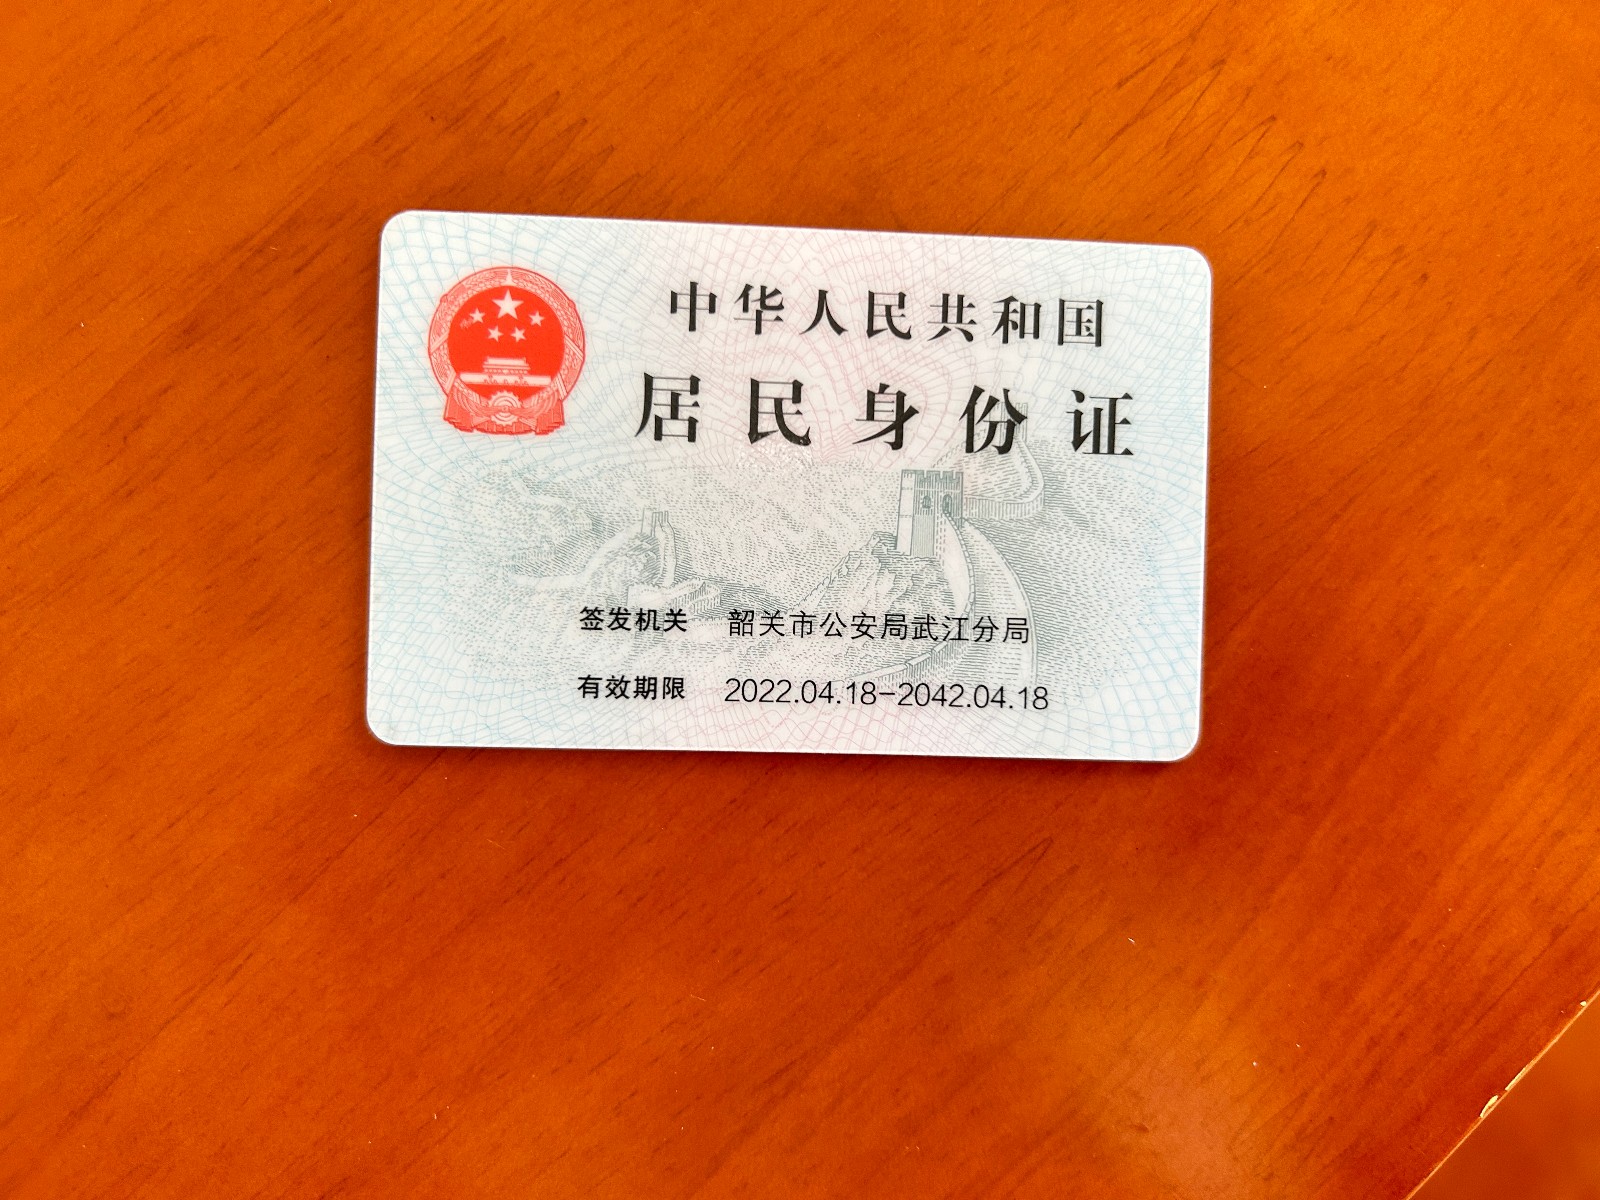 中华人民共和国
居民身份证
签发机关 韶关市公安局武江分局
有效期限 2022.04.18-2042.04.18